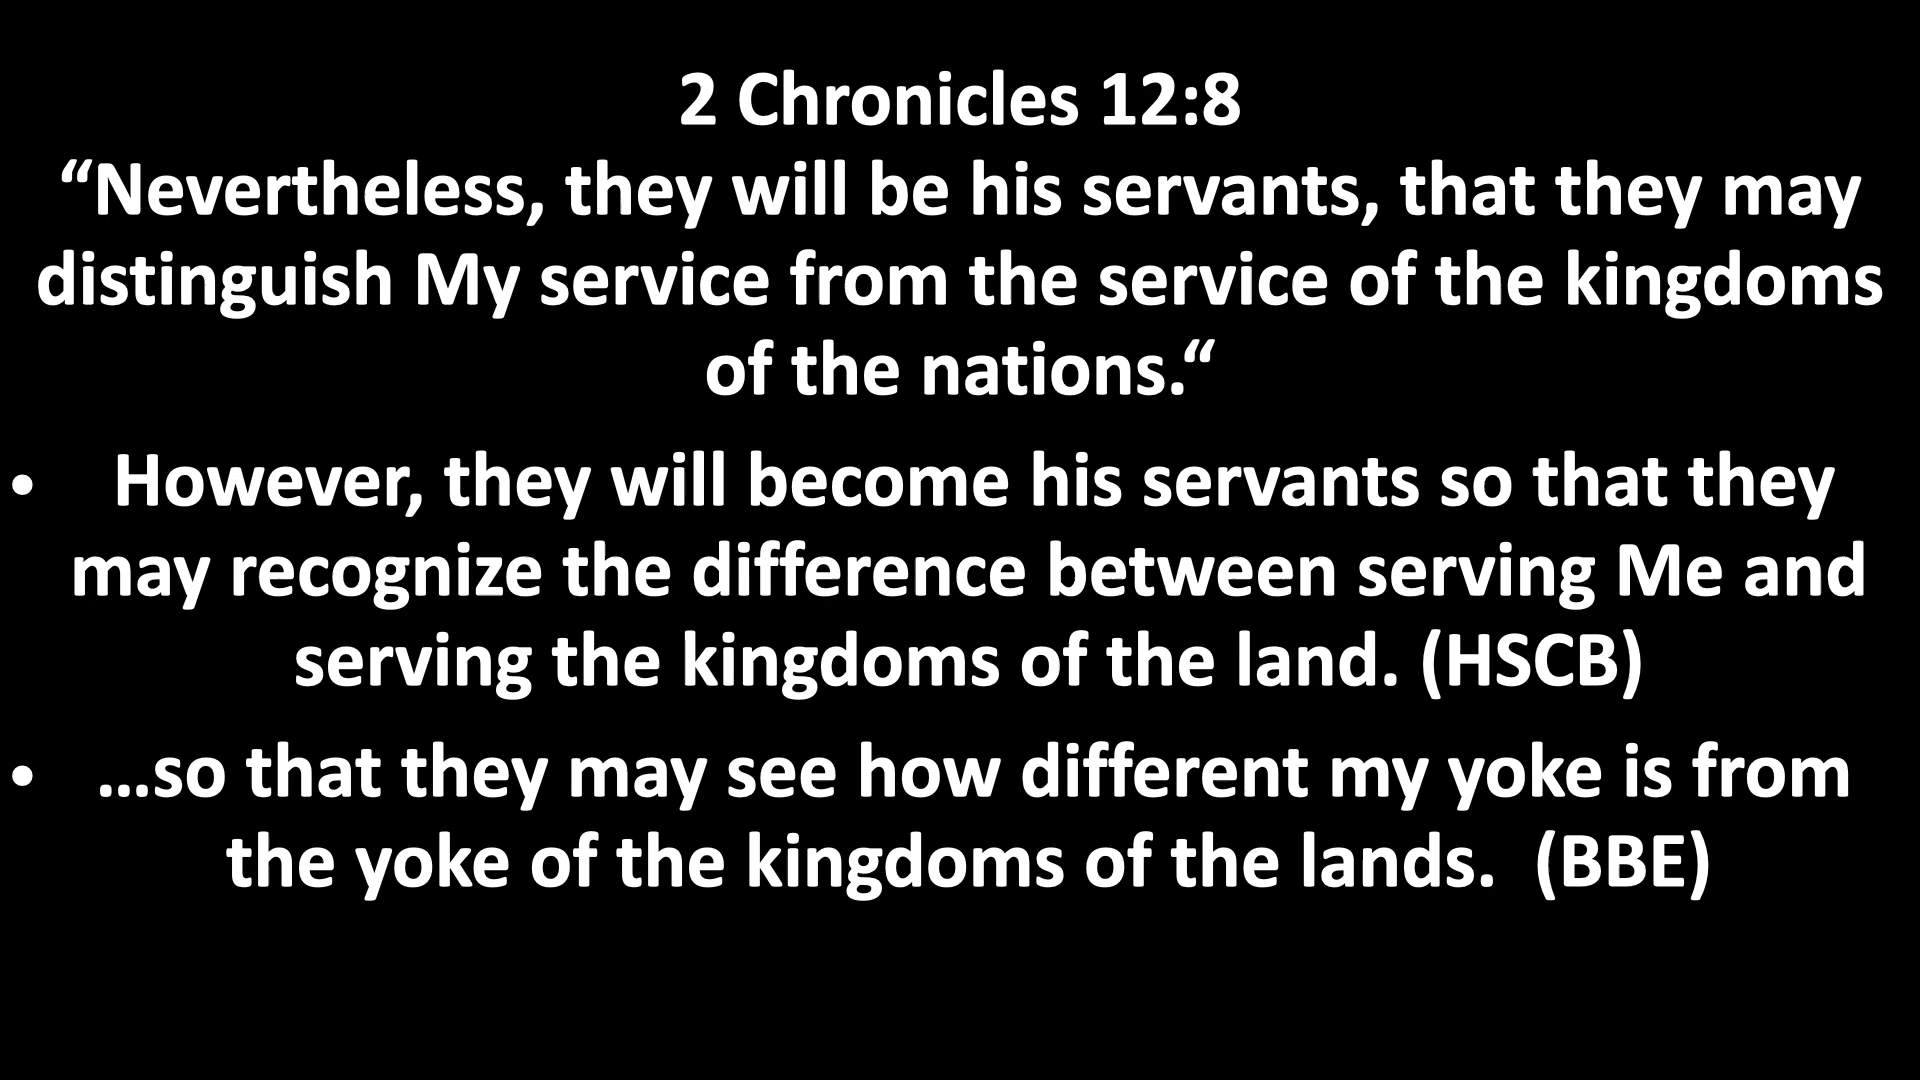 2 Chronicles 12:8
“Nevertheless, they will be his servants, that they may
distinguish My service from the service of the kingdoms
of the nations.“
• However, they will become his servants so that they
may recognize the difference between serving Me and
serving the kingdoms of the land. (HSCB)
• …so that they may see how different my yoke is from
the yoke of the kingdoms of the lands.  (BBE)